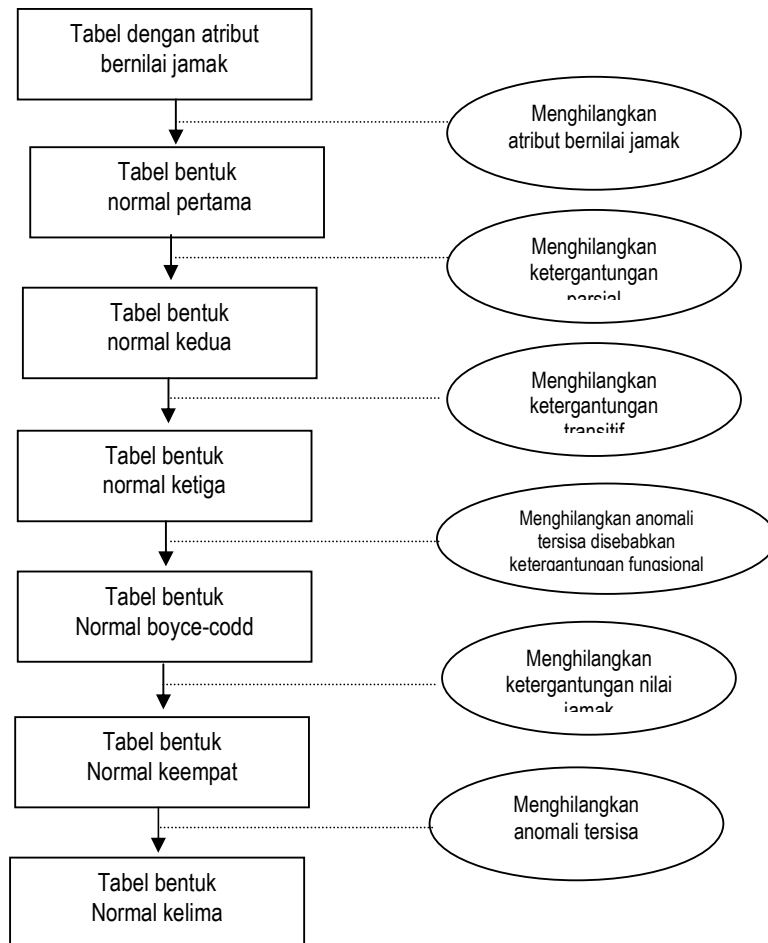 Tabel dengan atribut
bernilai jamak
Menghilangkan
atribut bernilai jamak
Tabel bentuk
normal pertama
Menghilangkan
ketergantungan
parsial
Tabel bentuk
normal kedua
Menghilangkan
ketergantungan
transitif
Tabel bentuk
normal ketiga
Menghilangkan anomali
tersisa disebabkan
ketergantungan fungsional
Tabel bentuk
Normal boyce-codd
Menghilangkan
ketergantungan nilai
jamak
Tabel bentuk
Normal keempat
Menghilangkan
anomali tersisa
Tabel bentuk
Normal kelima